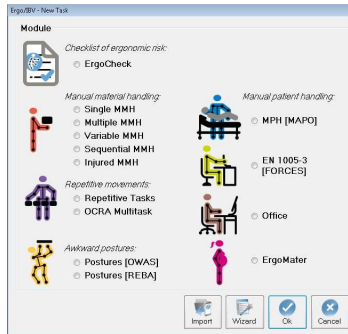 Ergo/IBV - New Task
Module
Checklist of ergonomic risk:
ErgoCheck
Manual material handling:
Single MMH
Multiple MMH
Variable MMH
Sequential MMH
Injured MMH
Repetitive movements:
Repetitive Tasks
OCRA Multitask
Awkward postures:
Postures [OWAS]
Postures [REBA]
Manual patient handling:
MPH [MAPO]
EN 1005-3
[FORCES]
Office
ErgoMater
Import
Wizard
Ok
Cancel